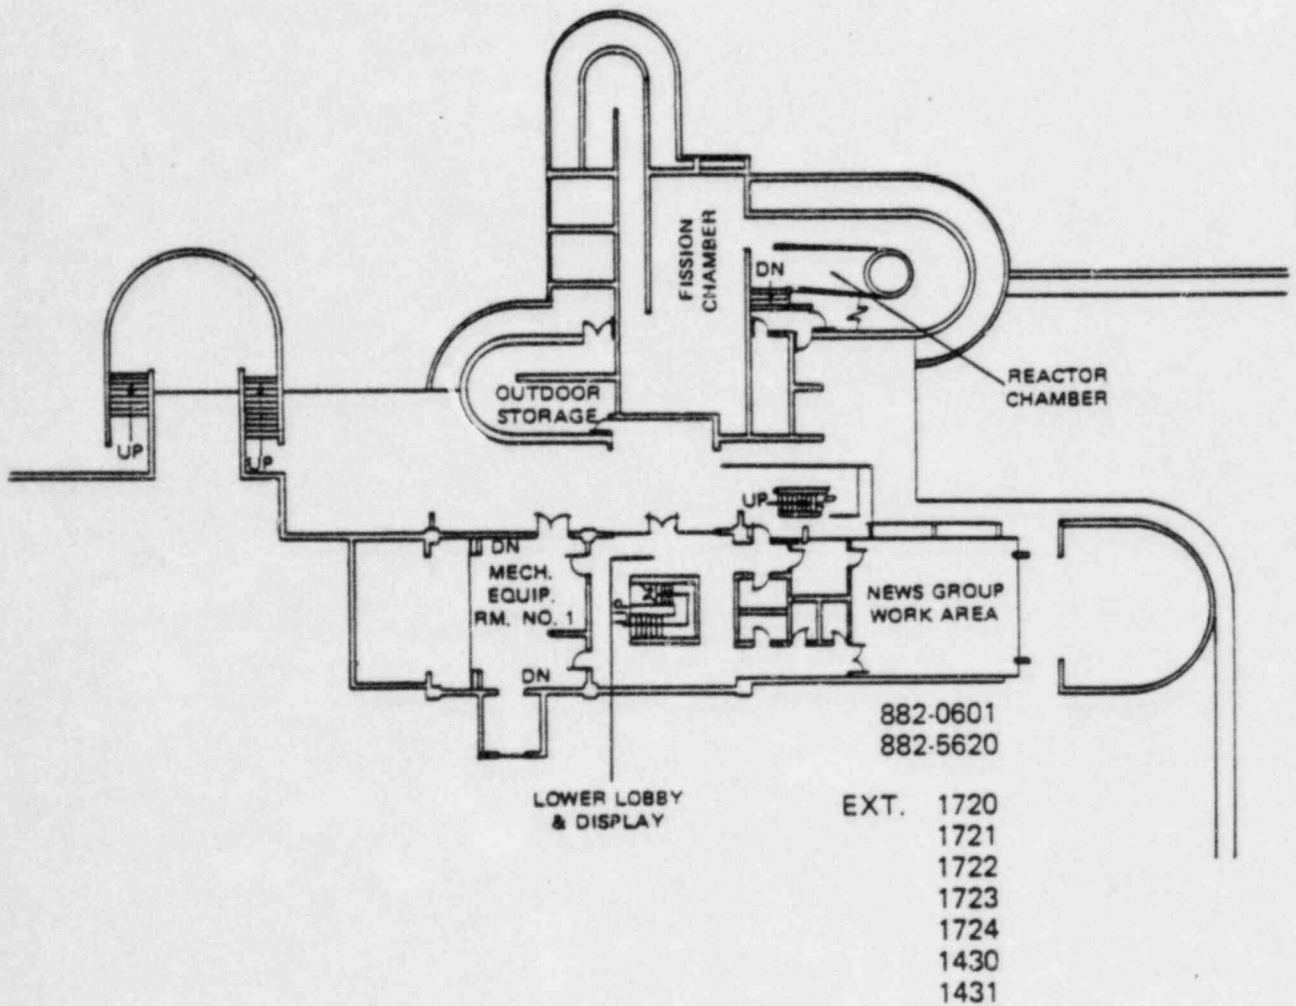 FISSION
CHAMBER
DN
REACTOR
CHAMBER
OUTDOOR
STORAGE
UP
UP
UP
DN
MECH.
EQUIP.
RM. NO. 1
DN
NEWS GROUP
WORK AREA
882-0601
882-5620
LOWER LOBBY
& DISPLAY
EXT. 1720
1721
1722
1723
1724
1430
1431